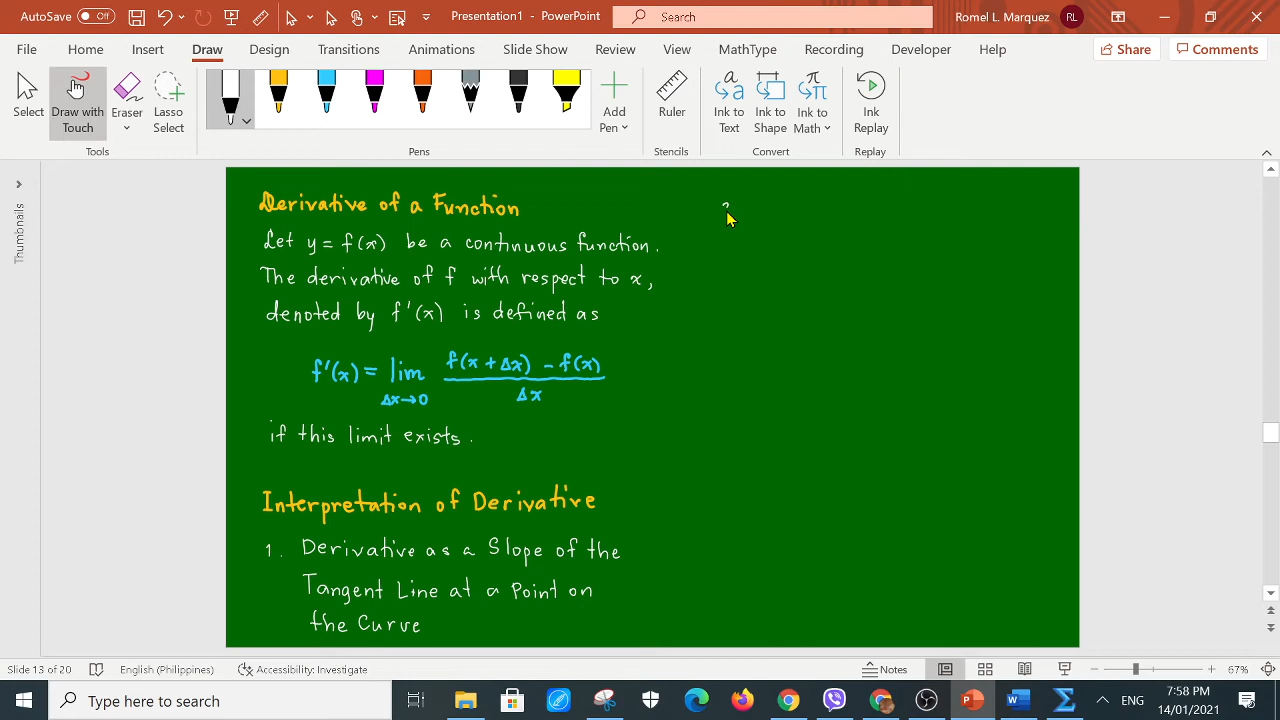 AutoSave Off
Presentation1 - PowerPoint
Search
Romel L. Marquez RL
File Home Insert Draw Design Transitions Animations Slide Show Review View MathType Recording Developer Help
Share Comments
Select
Draw with Touch
Eraser
Lasso Select
Add Pen
Ruler
Ink to Text
Ink to Shape
Ink to Math
Ink Replay
Tools Pens Stencils Convert Replay
Thumbnails
Derivative of a Function
Let y = f(x) be a continuous function.
The derivative of f with respect to x,
denoted by f'(x) is defined as
f'(x) = lim f(x + Δx) - f(x)
Δx→0 Δx
if this limit exists.
Interpretation of Derivative
1. Derivative as a Slope of the
Tangent Line at a Point on
the Curve
Slide 13 of 20 English (Philippines) Accessibility: Investigate Notes 67%
Type here to search
ENG
7:58 PM
14/01/2021